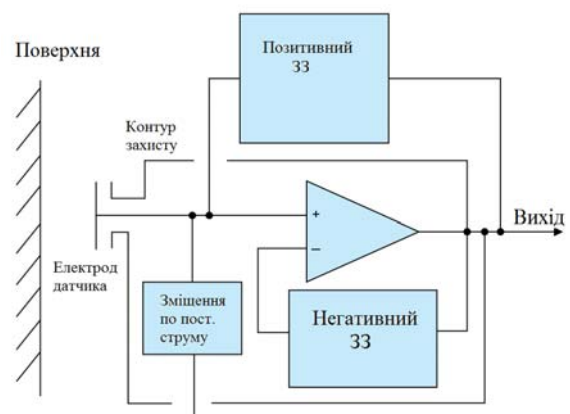 Поверхня
Позитивний
ЗЗ
Контур
захисту
+
−
Вихід
Електрод
датчика
Зміщення
по пост.
струму
Негативний
ЗЗ